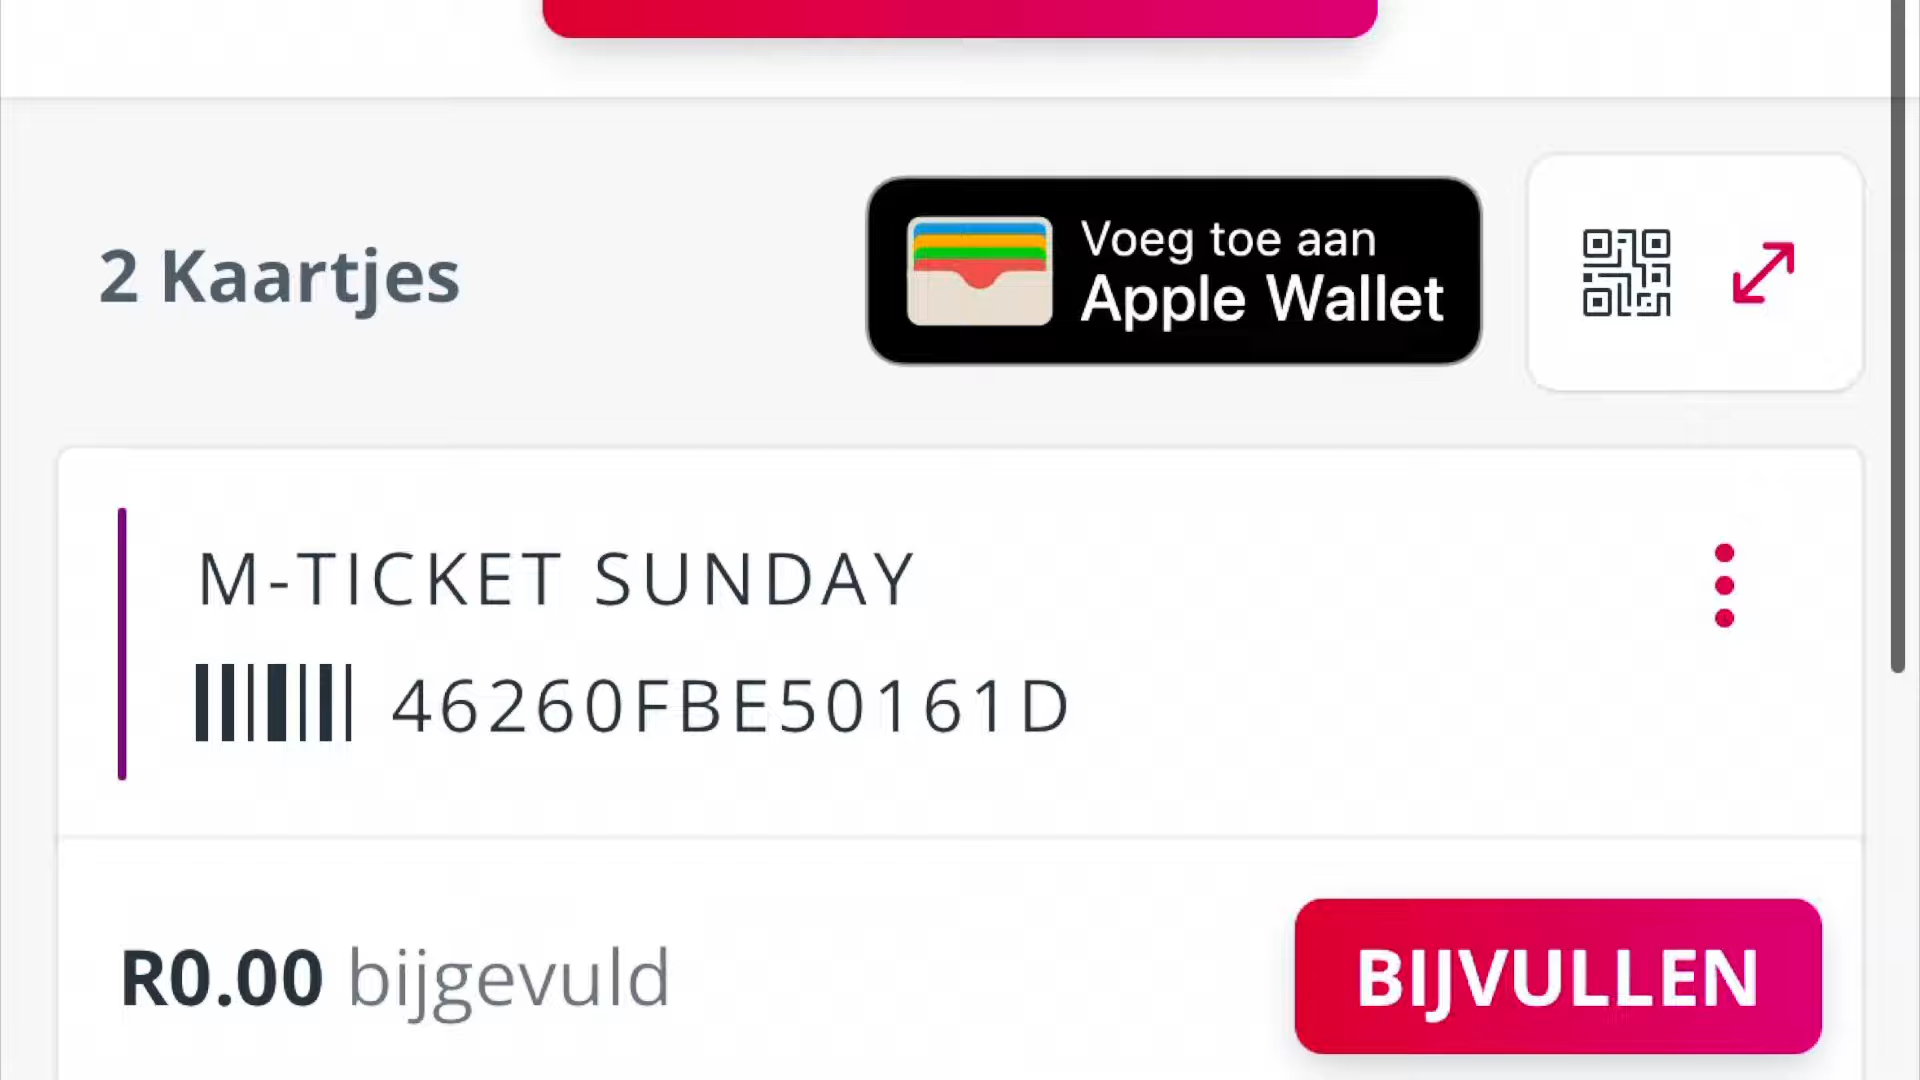 2 Kaartjes
Voeg toe aan
Apple Wallet
M-TICKET SUNDAY
46260FBE50161D
R0.00 bijgevuld
BIJVULLEN